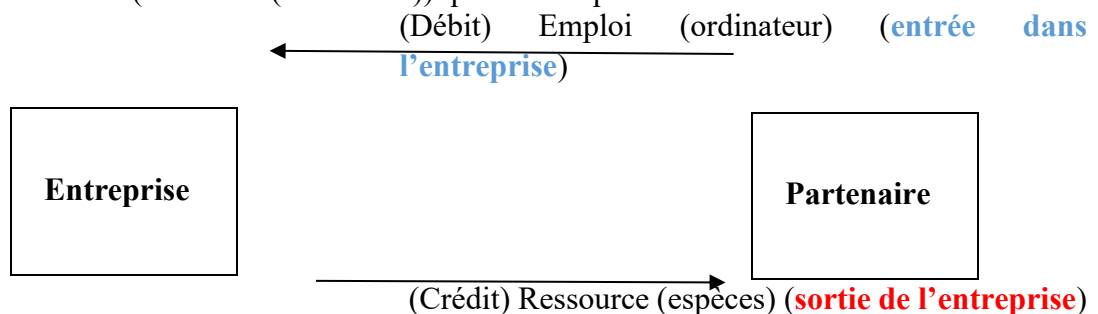 (Débit) Emploi (ordinateur) (entrée dans
l’entreprise)
Entreprise
Partenaire
(Crédit) Ressource (espèces) (sortie de l’entreprise)